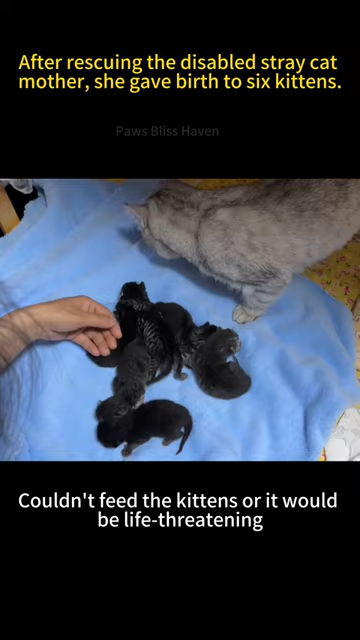 After rescuing the disabled stray cat
mother, she gave birth to six kittens.
Paws Bliss Haven
Couldn't feed the kittens or it would
be life-threatening